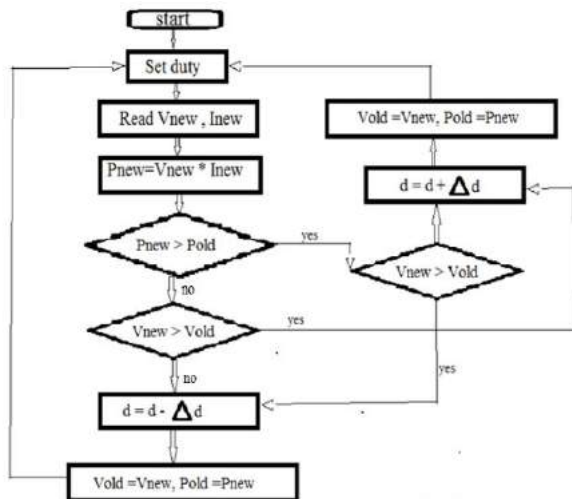 start
Set duty
Read Vnew , Inew
Pnew=Vnew * Inew
Pnew > Pold
yes
no
Vnew > Vold
yes
no
d = d - Δ d
Vold =Vnew, Pold =Pnew
Vold =Vnew, Pold =Pnew
d = d + Δ d
Vnew > Vold
yes